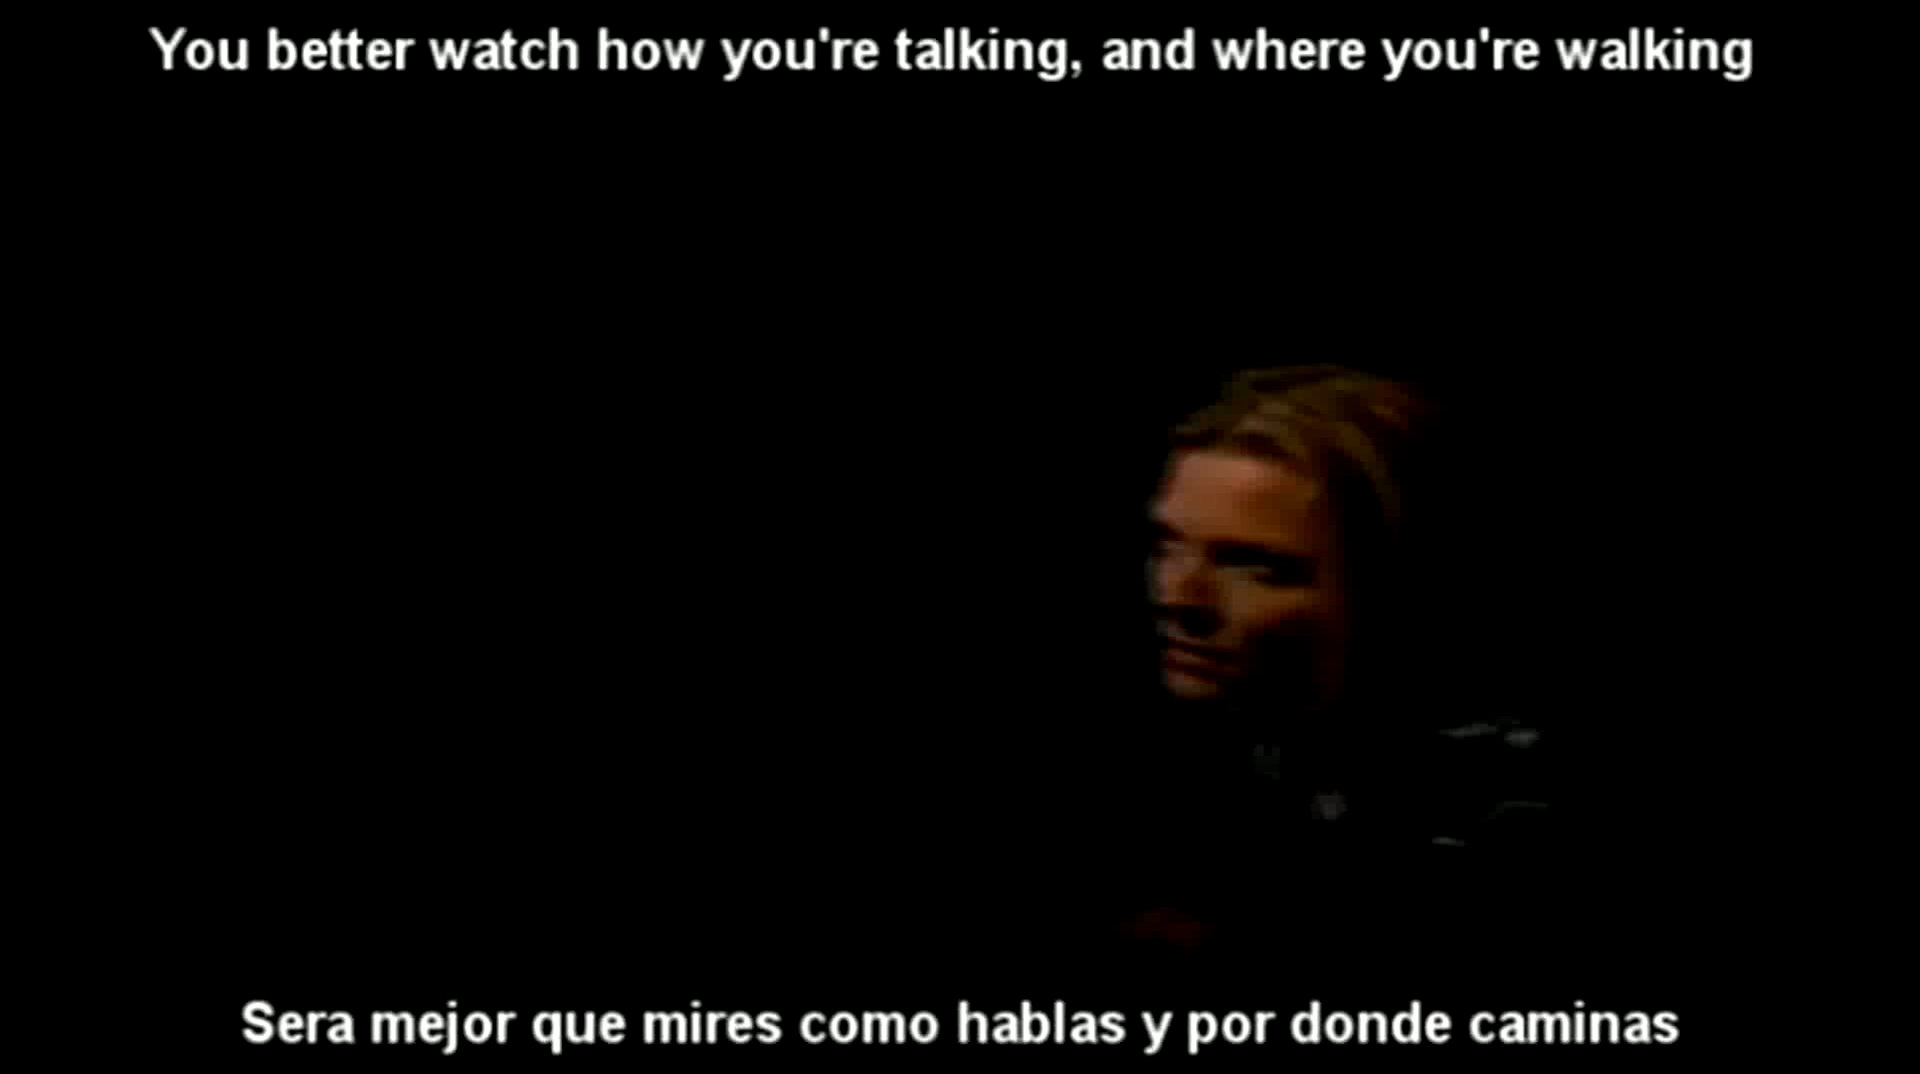 You better watch how you're talking, and where you're walking
Sera mejor que mires como hablas y por donde caminas